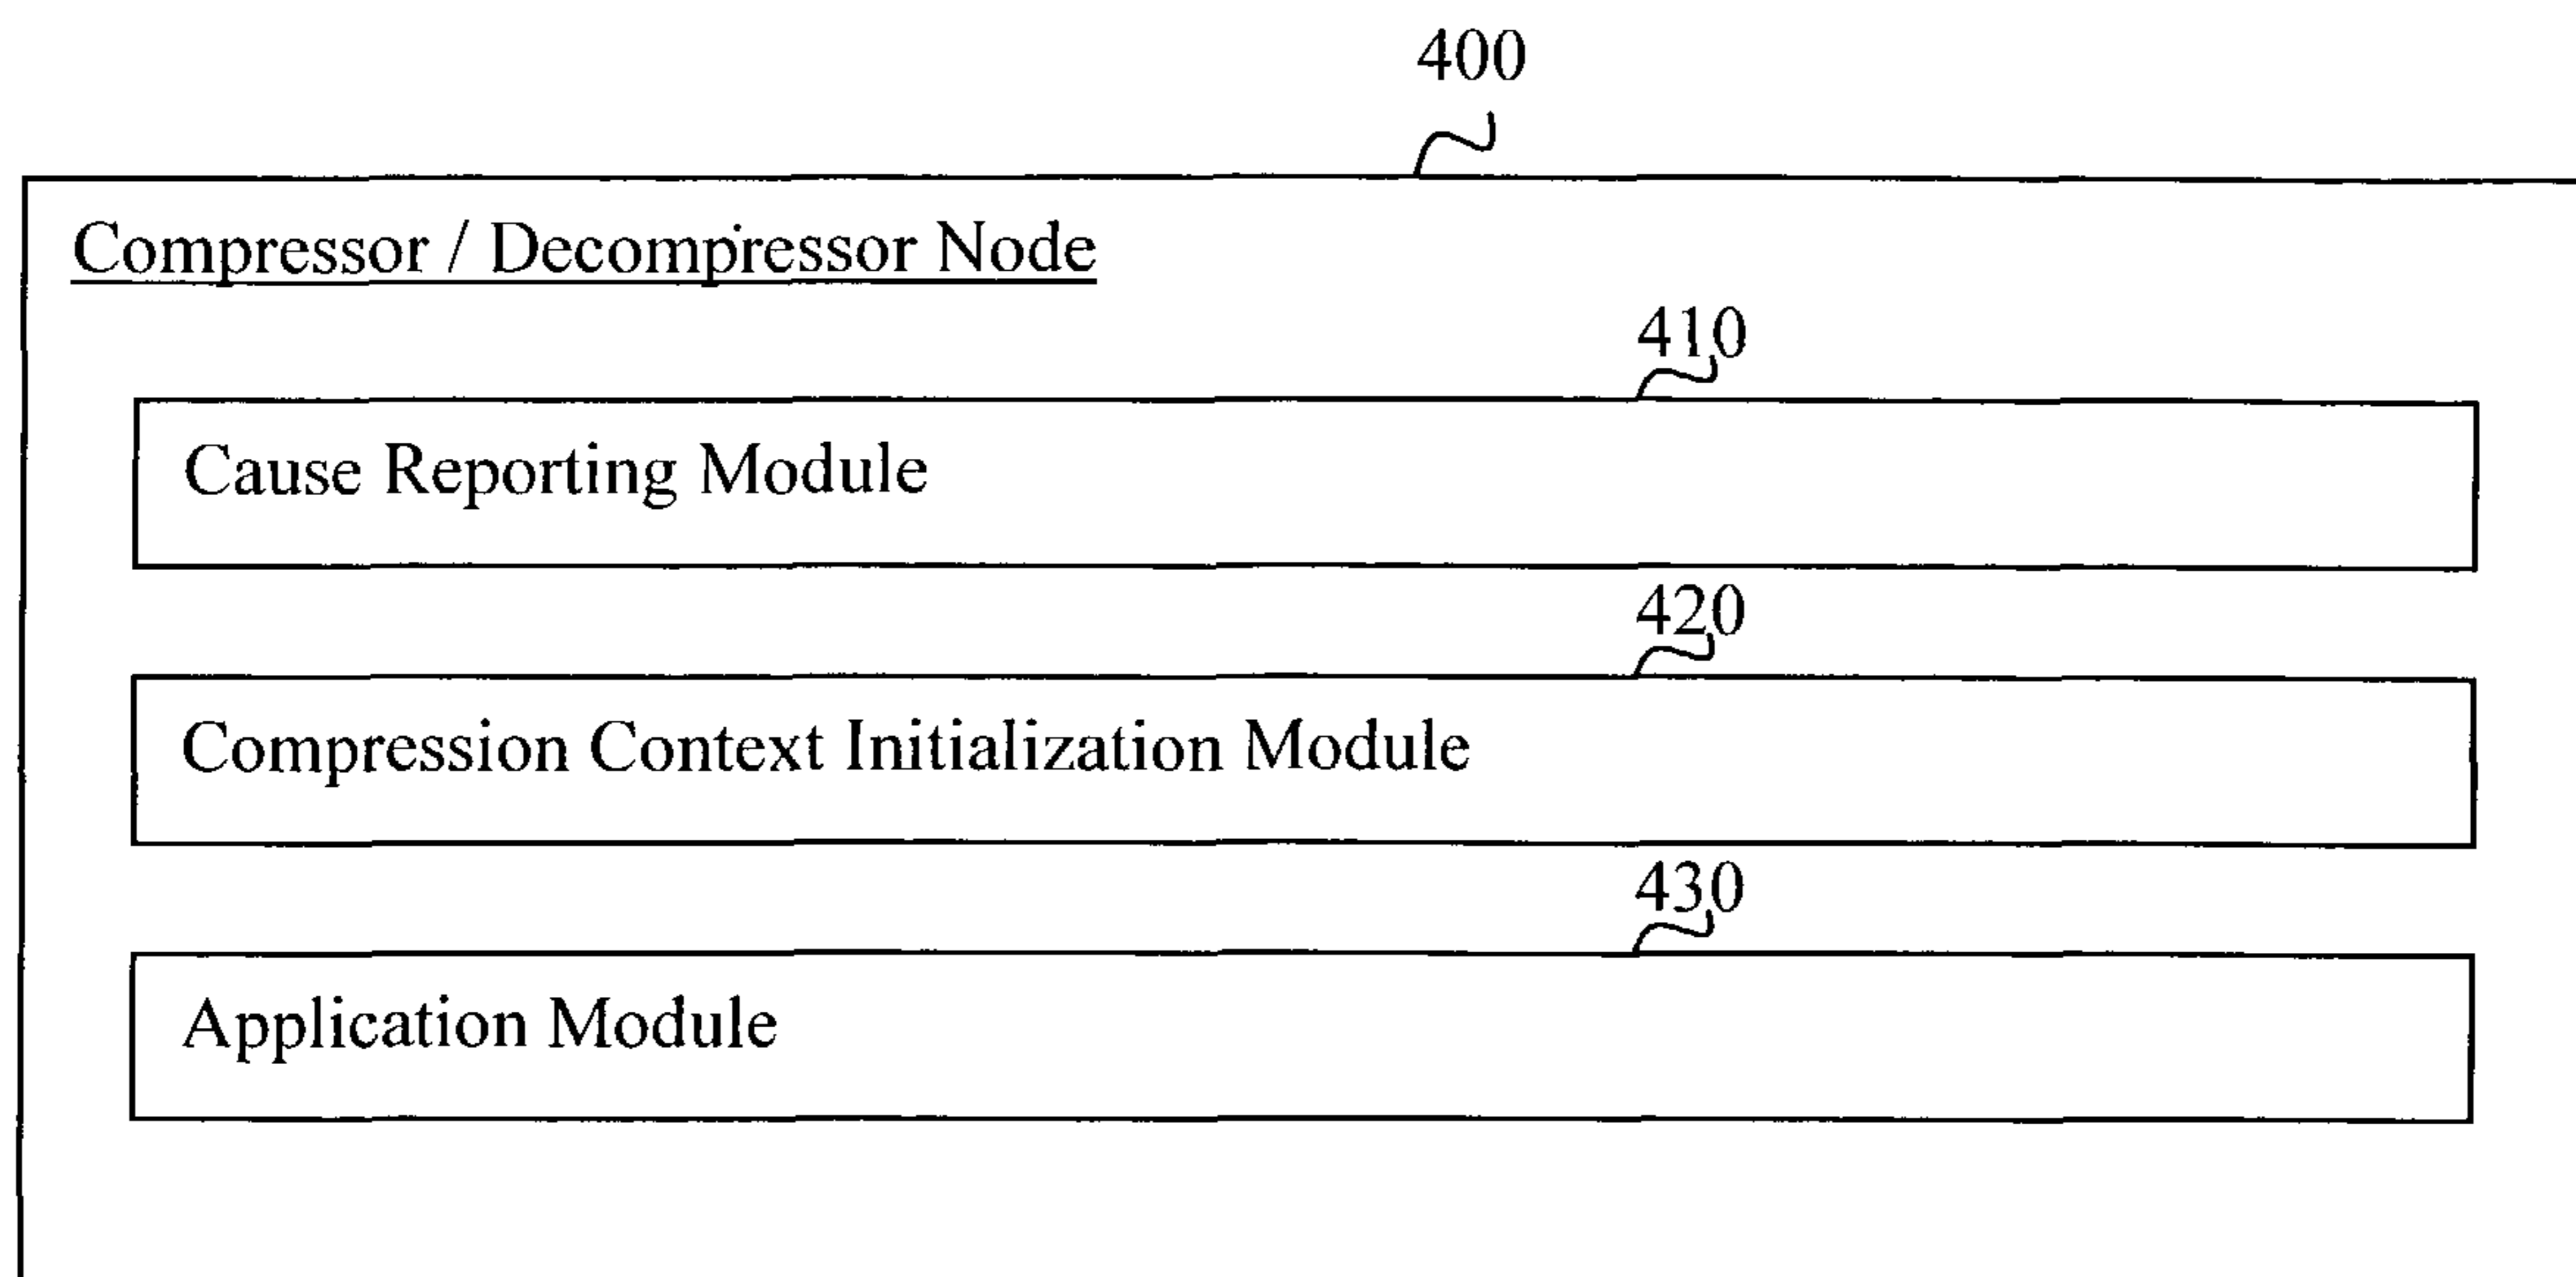 400
Compressor / Decompressor Node
410
Cause Reporting Module
420
Compression Context Initialization Module
430
Application Module